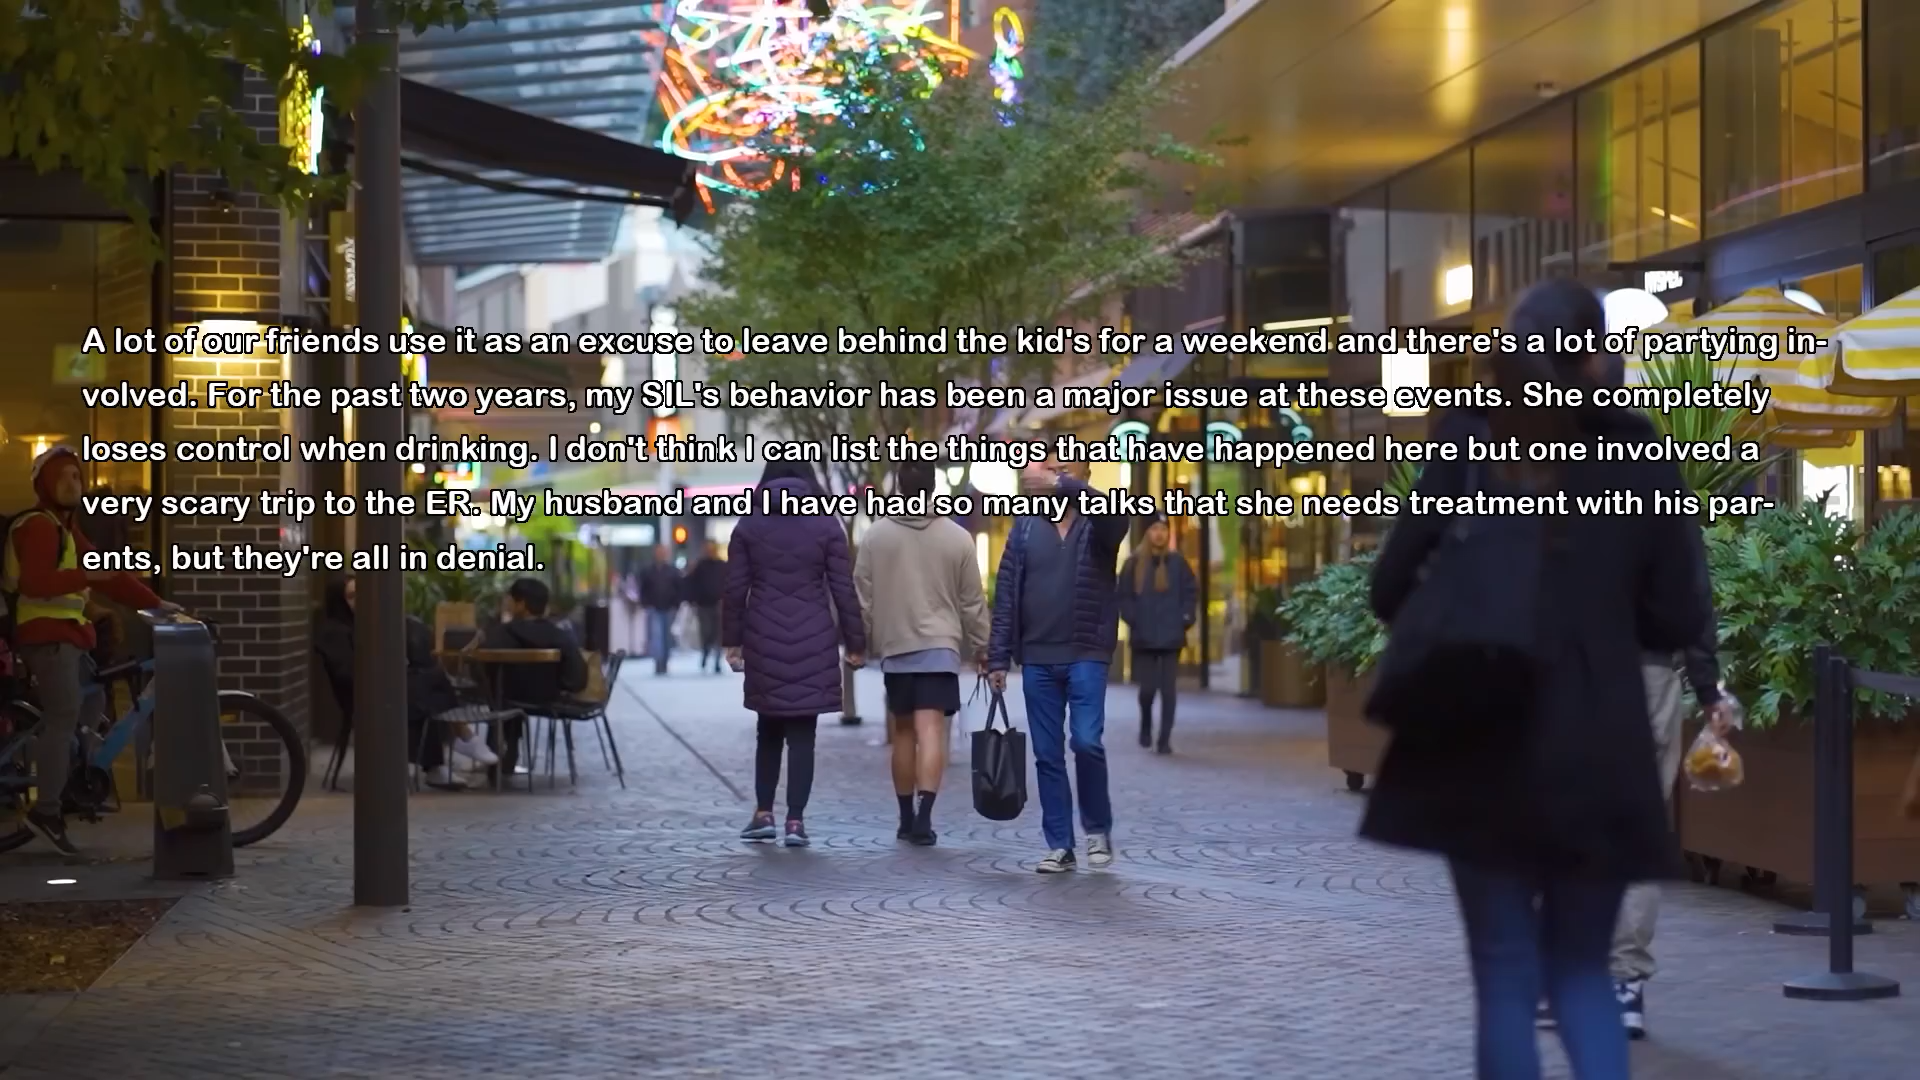 A lot of our friends use it as an excuse to leave behind the kid's for a weekend and there's a lot of partying in-
volved. For the past two years, my SIL's behavior has been a major issue at these events. She completely
loses control when drinking. I don't think I can list the things that have happened here but one involved a
very scary trip to the ER. My husband and I have had so many talks that she needs treatment with his par-
ents, but they're all in denial.